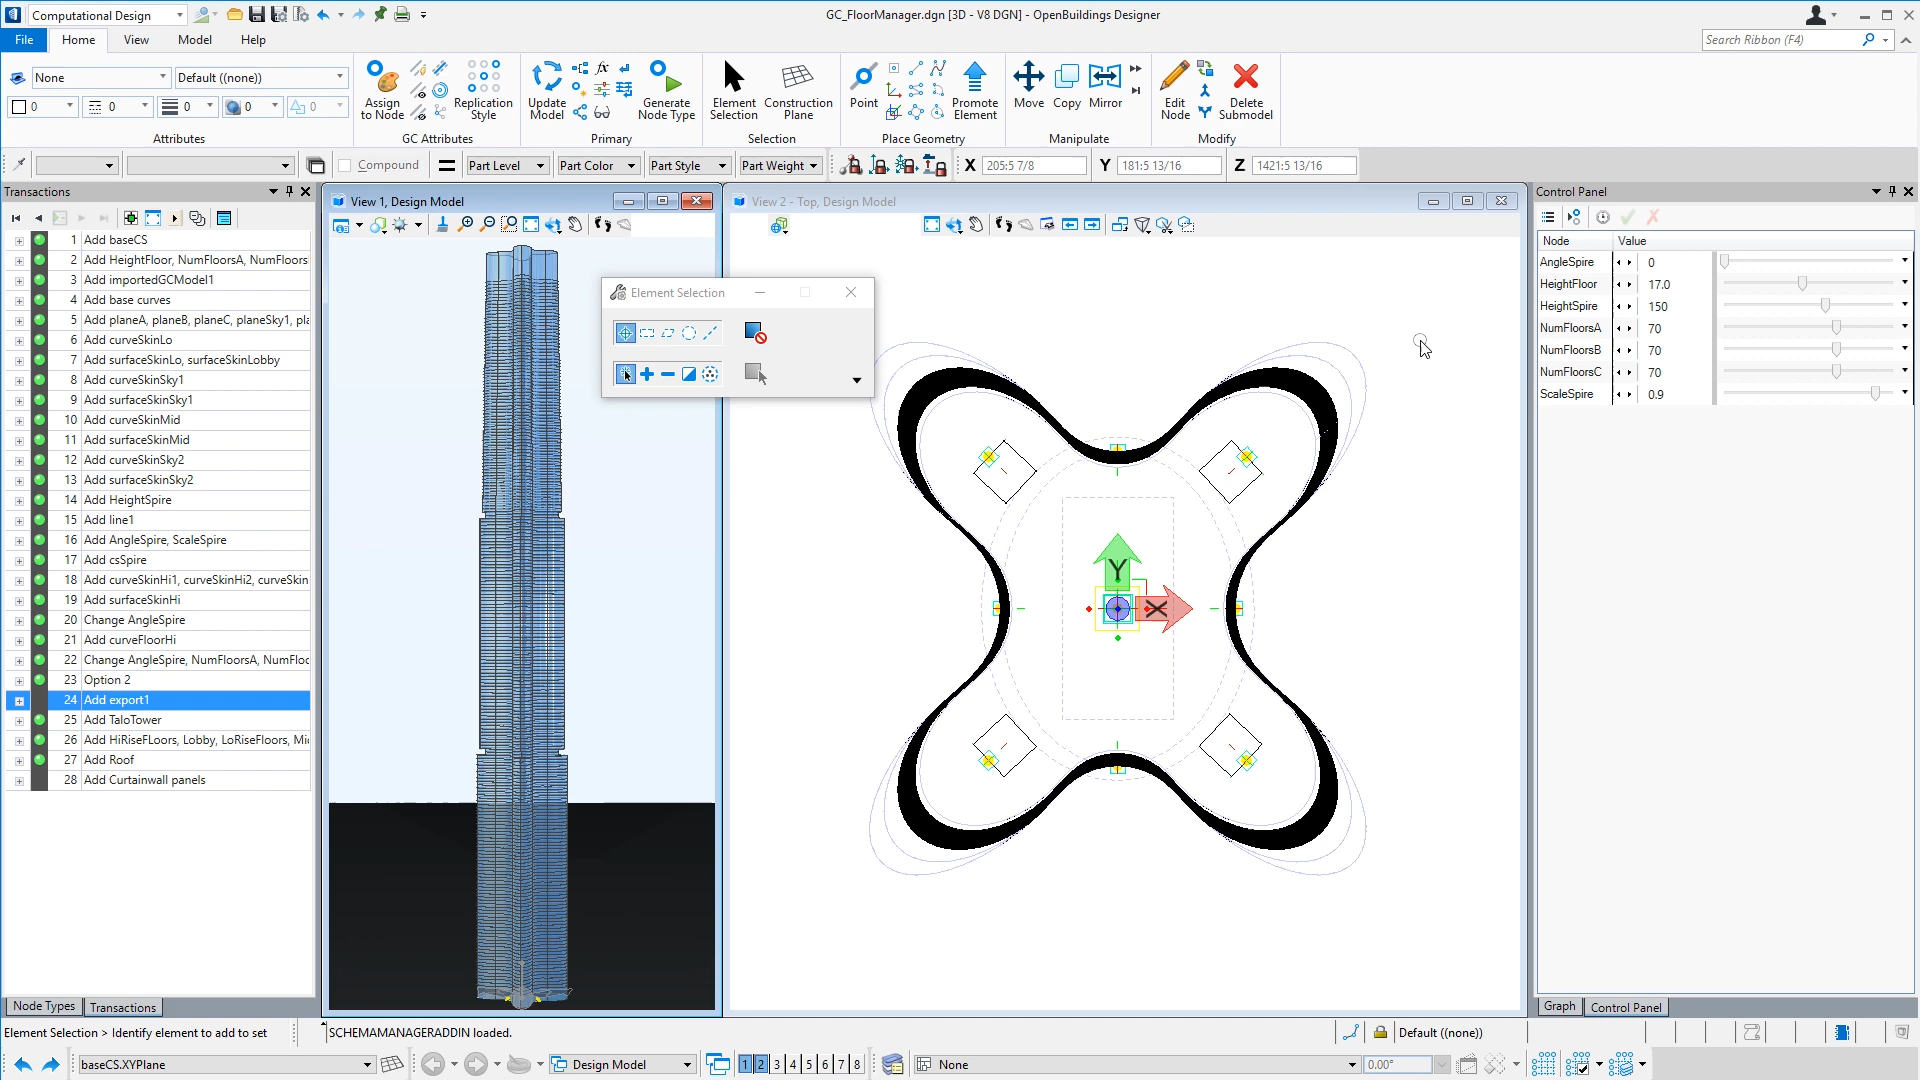 Computational Design
GC_FloorManager.dgn [3D - V8 DGN] - OpenBuildings Designer
File Home View Model Help
Search Ribbon (F4)
None Default ((none))
0 0 0 0 0
Attributes
Assign to Node
Replication Style
GC Attributes
Update Model
Generate Node Type
Primary
Element Selection
Construction Plane
Selection
Point
Promote Element
Place Geometry
Move Copy Mirror
Manipulate
Edit Node
Delete Submodel
Modify
Compound Part Level Part Color Part Style Part Weight
X 205:5 7/8 Y 181:5 13/16 Z 1421:5 13/16
Transactions
1 Add baseCS
2 Add HeightFloor, NumFloorsA, NumFloors
3 Add importedGCModel1
4 Add base curves
5 Add planeA, planeB, planeC, planeSky1, pla
6 Add curveSkinLo
7 Add surfaceSkinLo, surfaceSkinLobby
8 Add curveSkinSky1
9 Add surfaceSkinSky1
10 Add curveSkinMid
11 Add surfaceSkinMid
12 Add curveSkinSky2
13 Add surfaceSkinSky2
14 Add HeightSpire
15 Add line1
16 Add AngleSpire, ScaleSpire
17 Add csSpire
18 Add curveSkinHi1, curveSkinHi2, curveSkin
19 Add surfaceSkinHi
20 Change AngleSpire
21 Add curveFloorHi
22 Change AngleSpire, NumFloorsA, NumFloo
23 Option 2
24 Add export1
25 Add TaloTower
26 Add HiRiseFLoors, Lobby, LoRiseFloors, Mi
27 Add Roof
28 Add Curtainwall panels
Node Types Transactions
View 1, Design Model
View 2 - Top, Design Model
Element Selection
Y
X
Control Panel
Node Value
AngleSpire 0
HeightFloor 17.0
HeightSpire 150
NumFloorsA 70
NumFloorsB 70
NumFloorsC 70
ScaleSpire 0.9
Graph Control Panel
Element Selection > Identify element to add to set
SCHEMAMANAGERADDIN loaded.
Default ((none))
baseCS.XYPlane
Design Model
1 2 3 4 5 6 7 8
None
0.00°